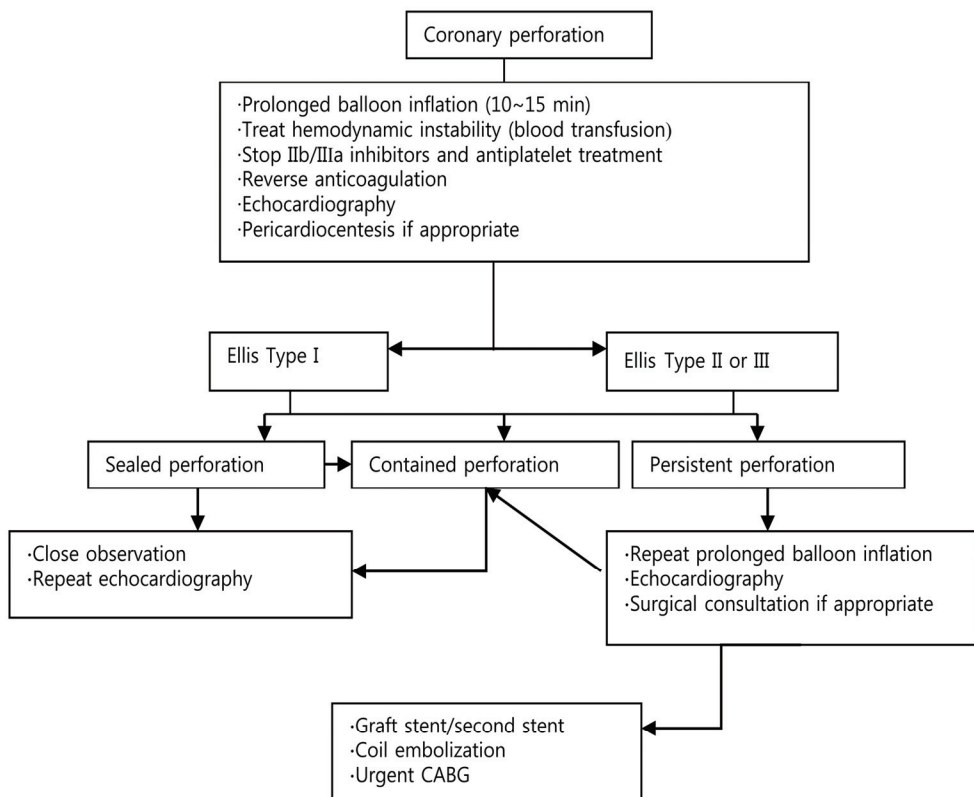 Coronary perforation
·Prolonged balloon inflation (10~15 min)
·Treat hemodynamic instability (blood transfusion)
·Stop IIb/IIIa inhibitors and antiplatelet treatment
·Reverse anticoagulation
·Echocardiography
·Pericardiocentesis if appropriate
Ellis Type I
Ellis Type II or III
Sealed perforation
Contained perforation
Persistent perforation
·Close observation
·Repeat echocardiography
·Repeat prolonged balloon inflation
·Echocardiography
·Surgical consultation if appropriate
·Graft stent/second stent
·Coil embolization
·Urgent CABG